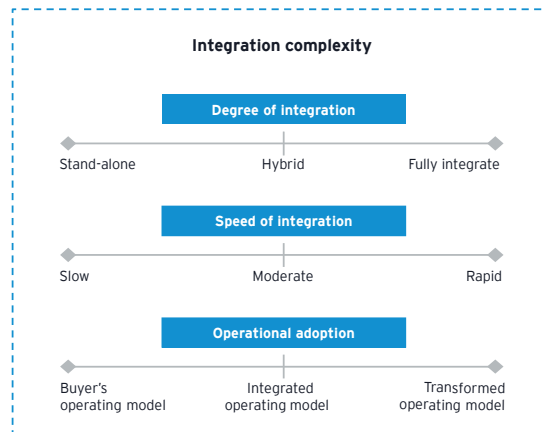 Integration complexity
Degree of integration
Stand-alone Hybrid Fully integrate
Speed of integration
Slow Moderate Rapid
Operational adoption
Buyer's Integrated Transformed
operating model operating model operating model